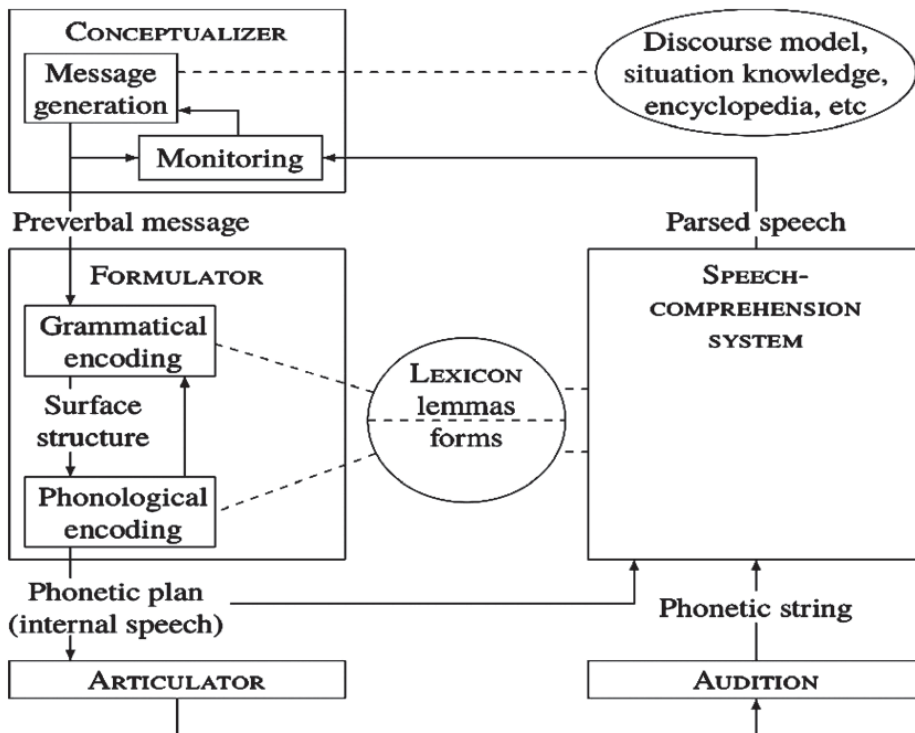 CONCEPTUALIZER
Message
generation
Monitoring
Discourse model,
situation knowledge,
encyclopedia, etc
Preverbal message
Parsed speech
FORMULATOR
Grammatical
encoding
Surface
structure
Phonological
encoding
LEXICON
lemmas
forms
SPEECH-
COMPREHENSION
SYSTEM
Phonetic plan
(internal speech)
Phonetic string
ARTICULATOR
AUDITION